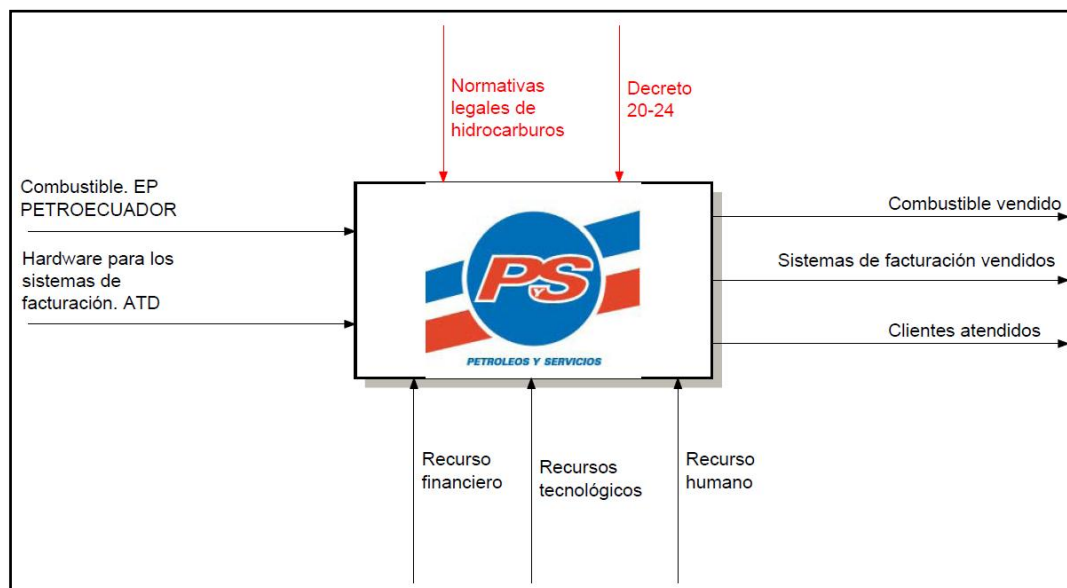 Normativas
legales de
hidrocarburos
Decreto
20-24
Combustible. EP
PETROECUADOR
Hardware para los
sistemas de
facturación. ATD
PyS
PETROLEOS Y SERVICIOS
Combustible vendido
Sistemas de facturación vendidos
Clientes atendidos
Recurso
financiero
Recursos
tecnológicos
Recurso
humano